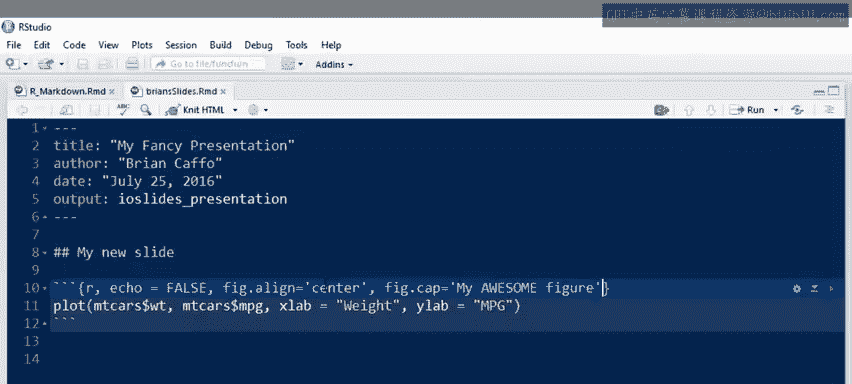 RStudio
File Edit Code View Plots Session Build Debug Tools Help
Go to file/function Addins
R_Markdown.Rmd × briansSlides.Rmd ×
ABC Knit HTML Run
1 ---
2 title: "My Fancy Presentation"
3 author: "Brian Caffo"
4 date: "July 25, 2016"
5 output: ioslides_presentation
6 ---
7
8 ## My new slide
9
10 ```{r, echo = FALSE, fig.align='center', fig.cap='My AWESOME figure'}
11 plot(mtcars$wt, mtcars$mpg, xlab = "Weight", ylab = "MPG")
12 ```
13
14